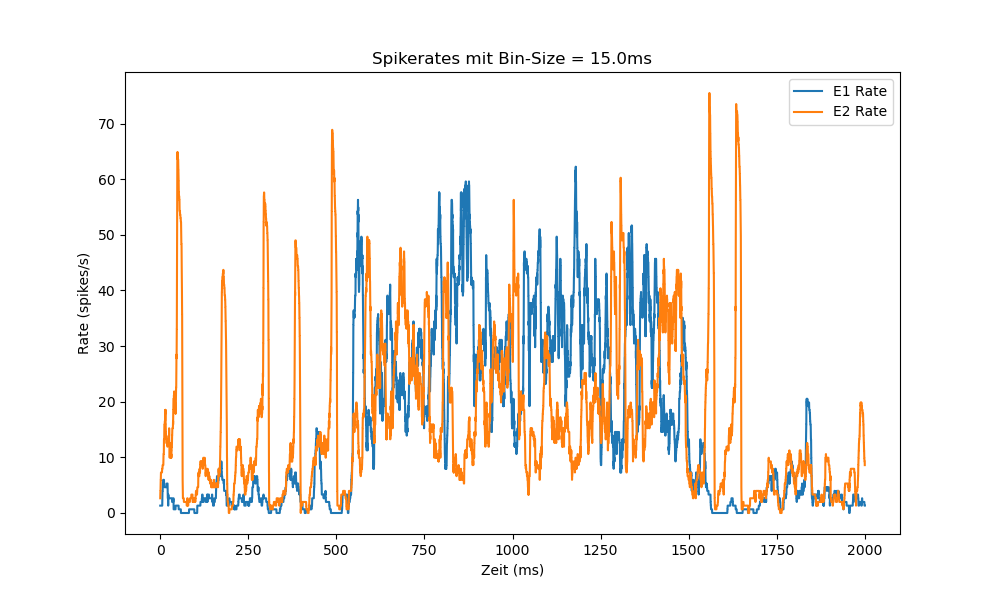 Spikerates mit Bin-Size = 15.0ms
E1 Rate
E2 Rate
Rate (spikes/s)
70
60
50
40
30
20
10
0
0 250 500 750 1000 1250 1500 1750 2000
Zeit (ms)